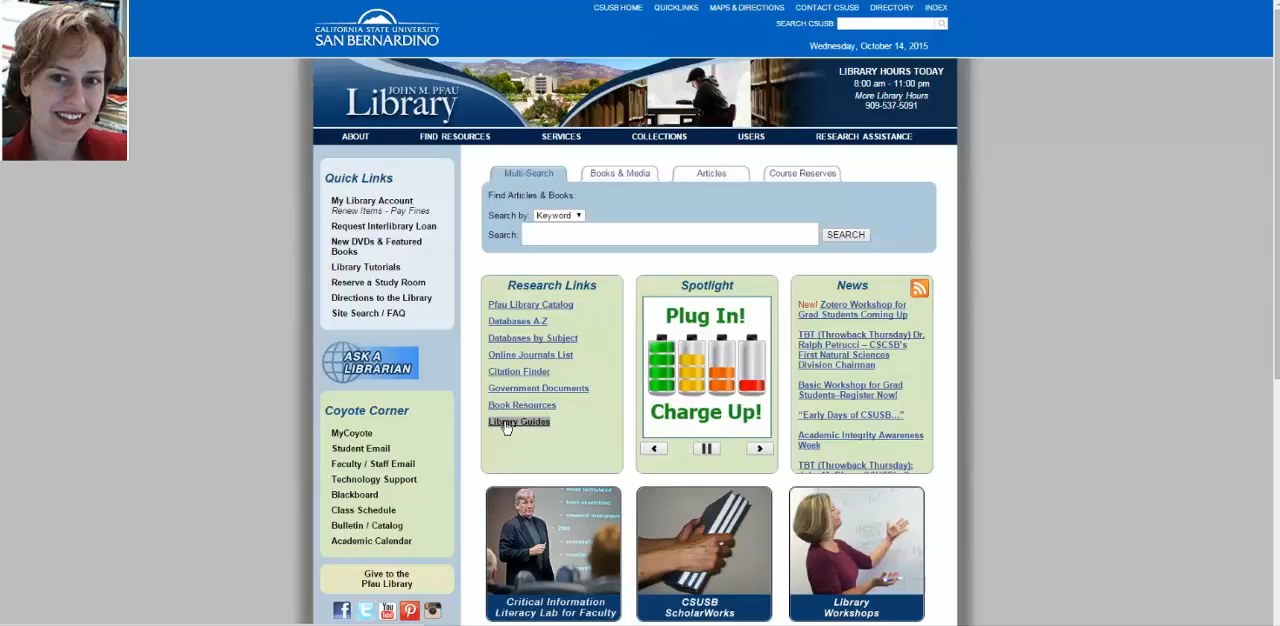 CSUSB HOME QUICKLINKS MAPS & DIRECTIONS CONTACT CSUSB DIRECTORY INDEX
SEARCH CSUSB
CALIFORNIA STATE UNIVERSITY
SAN BERNARDINO
Wednesday, October 14, 2015
JOHN M. PFAU
Library
LIBRARY HOURS TODAY
8:00 am - 11:00 pm
More Library Hours
909-537-5091
ABOUT FIND RESOURCES SERVICES COLLECTIONS USERS RESEARCH ASSISTANCE
Quick Links
My Library Account
Renew Items - Pay Fines
Request Interlibrary Loan
New DVDs & Featured
Books
Library Tutorials
Reserve a Study Room
Directions to the Library
Site Search / FAQ
ASK A
LIBRARIAN
Coyote Corner
MyCoyote
Student Email
Faculty / Staff Email
Technology Support
Blackboard
Class Schedule
Bulletin / Catalog
Academic Calendar
Give to the
Pfau Library
Multi-Search Books & Media Articles Course Reserves
Find Articles & Books:
Search by: Keyword
Search: SEARCH
Research Links
Pfau Library Catalog
Databases A-Z
Databases by Subject
Online Journals List
Citation Finder
Government Documents
Book Resources
Library Guides
Spotlight
Plug In!
Charge Up!
News
New! Zotero Workshop for
Grad Students Coming Up
TBT (Throwback Thursday) Dr.
Ralph Petrucci – CSCSB's
First Natural Sciences
Division Chairman
Basic Workshop for Grad
Students–Register Now!
"Early Days of CSUSB..."
Academic Integrity Awareness
Week
TBT (Throwback Thursday):
Critical Information
Literacy Lab for Faculty
CSUSB
ScholarWorks
Library
Workshops